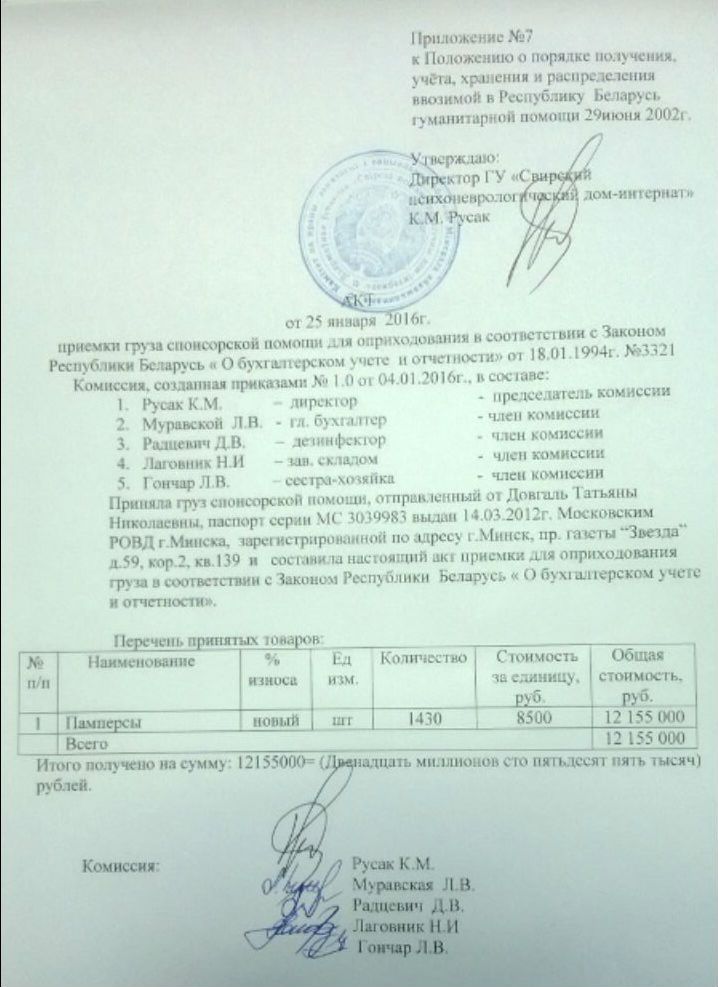 Приложение №7
к Положению о порядке получения,
учёта, хранения и распределения
ввозимой в Республику Беларусь
гуманитарной помощи 29июня 2002г.
Утверждаю:
Директор ГУ «Свирский
психоневрологический дом-интернат»
К.М. Русак
АКТ
от 25 января 2016г.
приемки груза спонсорской помощи для оприходования в соответствии с Законом
Республики Беларусь « О бухгалтерском учете и отчетности» от 18.01.1994г. №3321
Комиссия, созданная приказами № 1.0 от 04.01.2016г., в составе:
1. Русак К.М. – директор - председатель комиссии
2. Муравской Л.В. - гл. бухгалтер - член комиссии
3. Радцевич Д.В. – дезинфектор - член комиссии
4. Лаговник Н.И – зав. складом - член комиссии
5. Гончар Л.В. – сестра-хозяйка - член комиссии
Приняла груз спонсорской помощи, отправленный от Довгаль Татьяны
Николаевны, паспорт серии МС 3039983 выдан 14.03.2012г. Московским
РОВД г.Минска, зарегистрированной по адресу г.Минск, пр. газеты “Звезда“
д.59, кор.2, кв.139 и составила настоящий акт приемки для оприходования
груза в соответствии с Законом Республики Беларусь « О бухгалтерском учете
и отчетности».
Перечень принятых товаров:
№ Наименование % Ед Количество Стоимость Общая
п/п износа изм. за единицу, стоимость,
руб. руб.
1 Памперсы новый шт 1430 8500 12 155 000
Всего 12 155 000
Итого получено на сумму: 12155000= (Двенадцать миллионов сто пятьдесят пять тысяч)
рублей.
Комиссия: Русак К.М.
Муравская Л.В.
Радцевич Д.В.
Лаговник Н.И
Гончар Л.В.